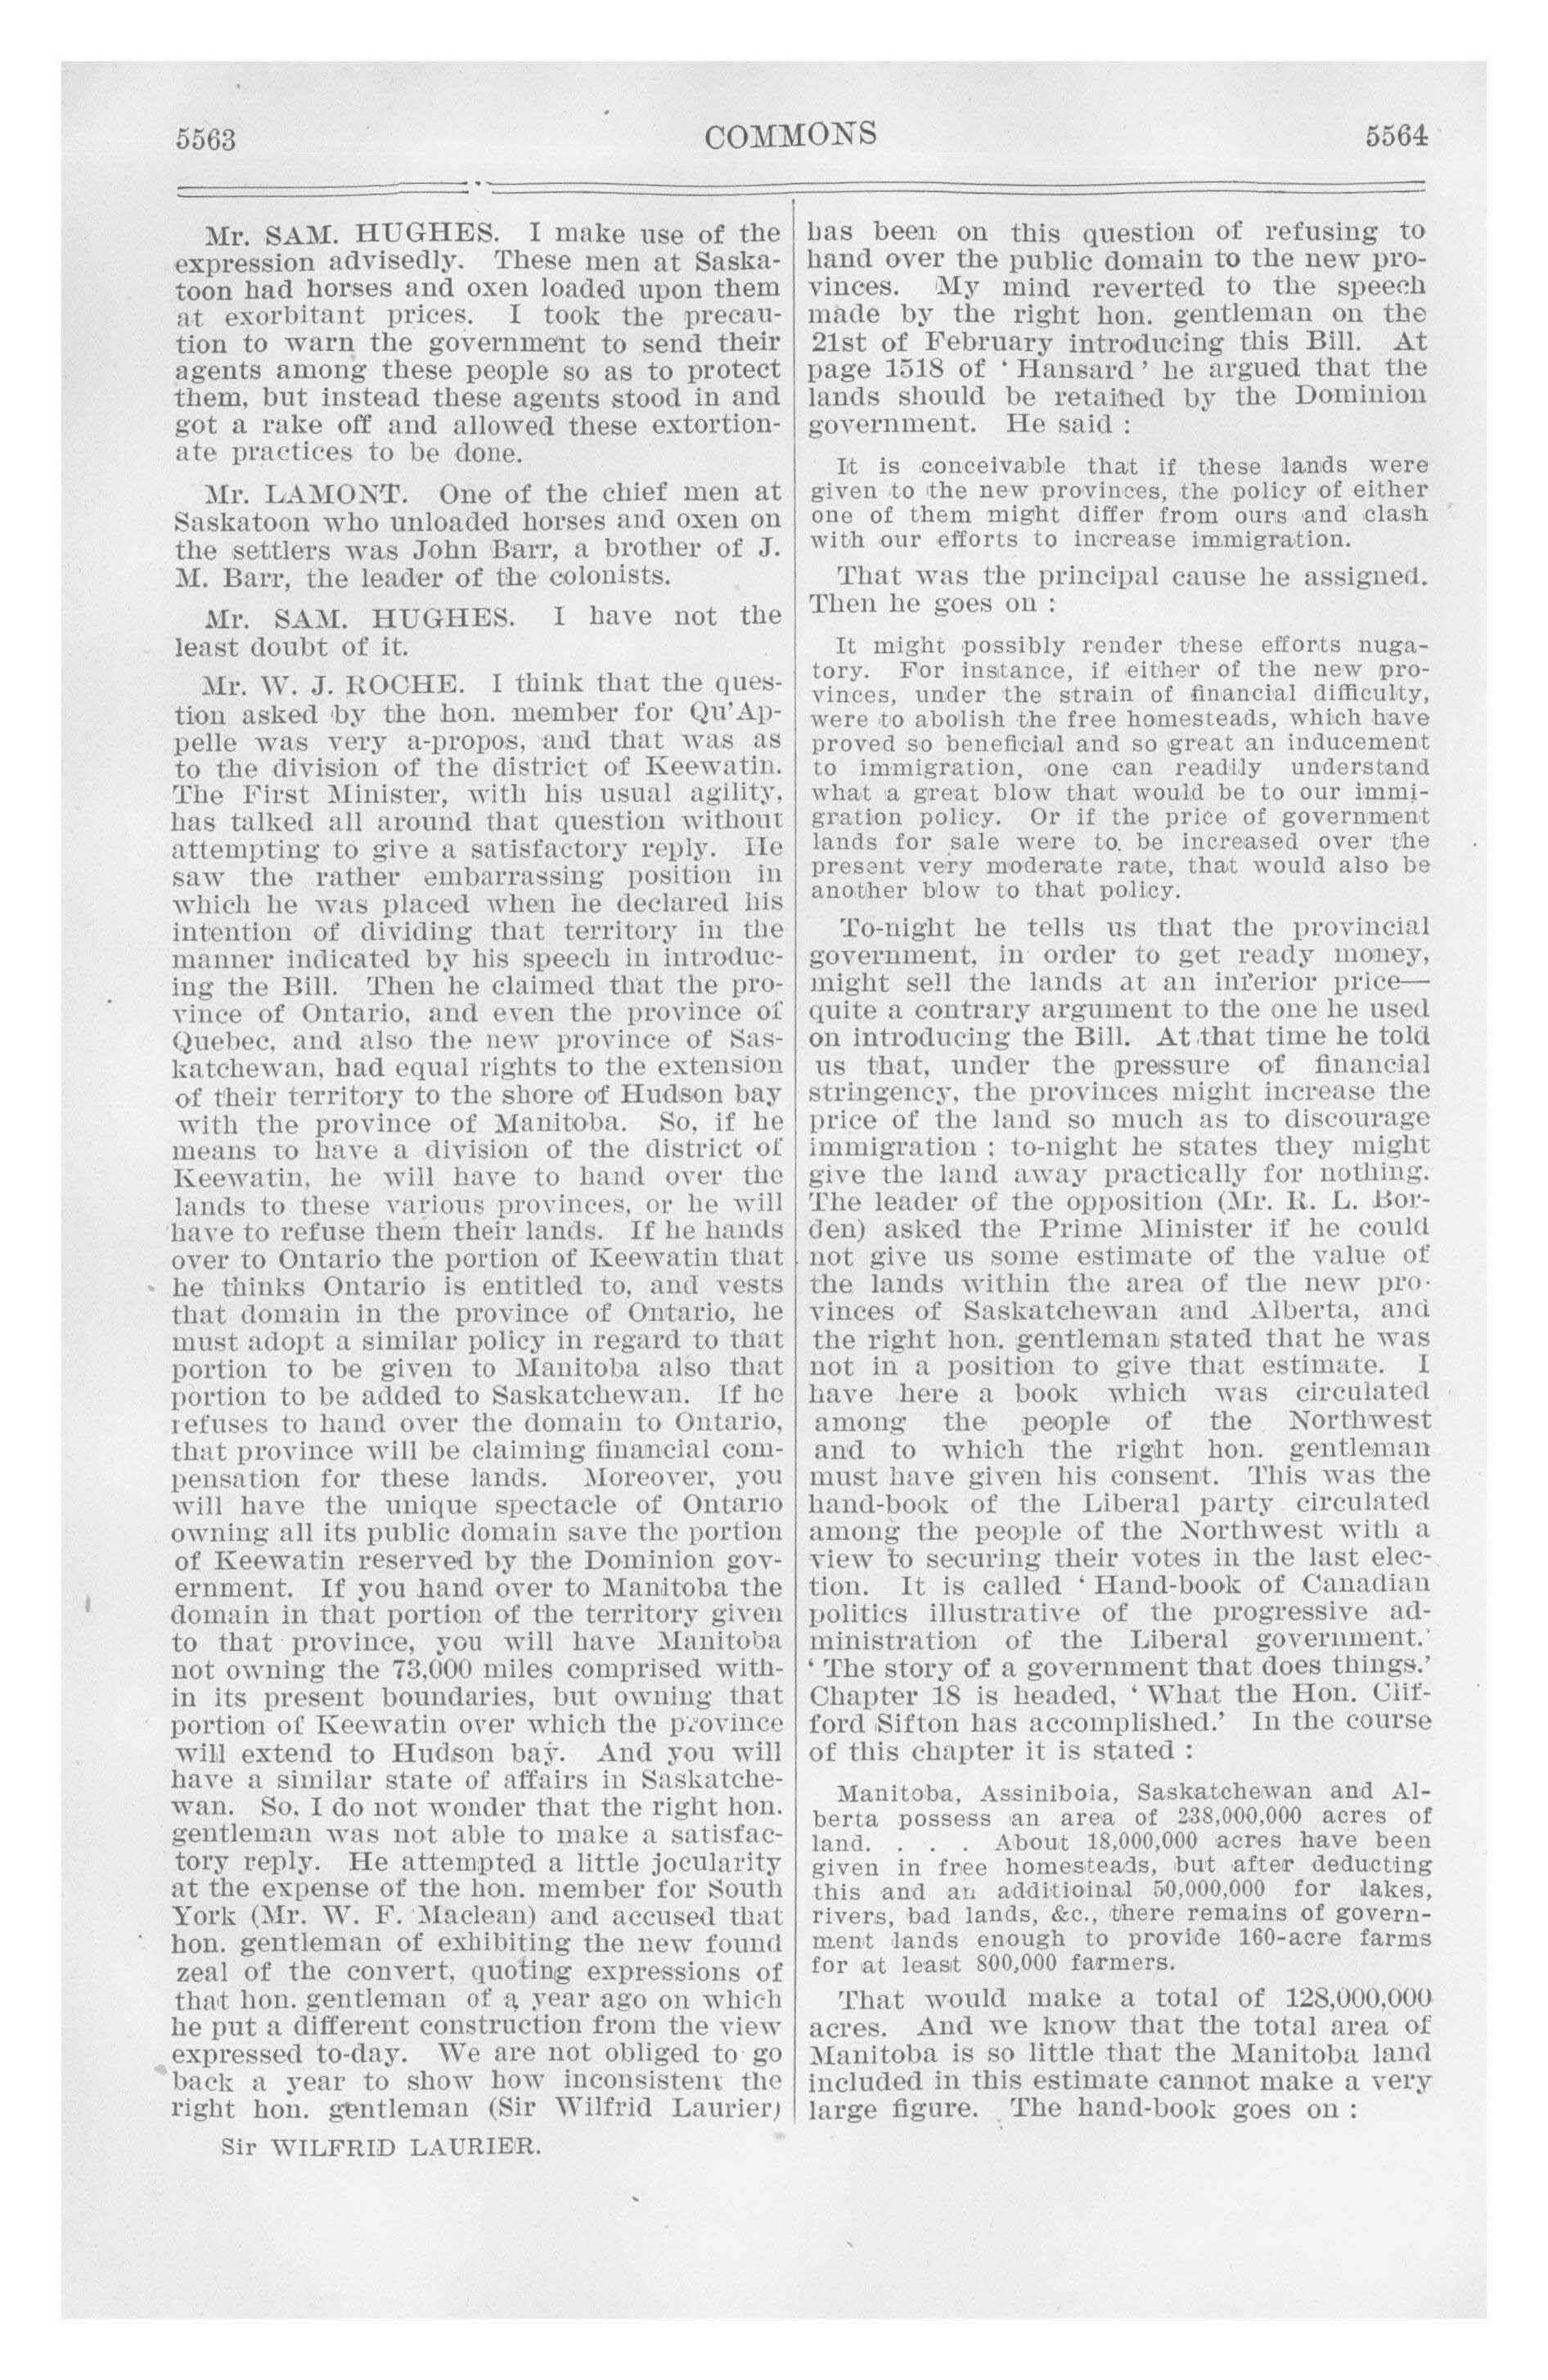 5563
COMMONS
5564
Mr. SAM. HUGHES. I make use of the
expression advisedly. These men at Saska-
toon had horses and oxen loaded upon them
at exorbitant prices. I took the precau-
tion to warn the government to send their
agents among these people so as to protect
them, but instead these agents stood in and
got a rake off and allowed these extortion-
ate practices to be done.
Mr. LAMONT. One of the chief men at
Saskatoon who unloaded horses and oxen on
the settlers was John Barr, a brother of J.
M. Barr, the leader of the colonists.
Mr. SAM. HUGHES. I have not the
least doubt of it.
Mr. W. J. ROCHE. I think that the ques-
tion asked by the hon. member for Qu'Ap-
pelle was very a-propos, and that was as
to the division of the district of Keewatin.
The First Minister, with his usual agility,
has talked all around that question without
attempting to give a satisfactory reply. He
saw the rather embarrassing position in
which he was placed when he declared his
intention of dividing that territory in the
manner indicated by his speech in introduc-
ing the Bill. Then he claimed that the pro-
vince of Ontario, and even the province of
Quebec, and also the new province of Sas-
katchewan, had equal rights to the extension
of their territory to the shore of Hudson bay
with the province of Manitoba. So, if he
means to have a division of the district of
Keewatin, he will have to hand over the
lands to these various provinces, or he will
have to refuse them their lands. If he hands
over to Ontario the portion of Keewatin that
he thinks Ontario is entitled to, and vests
that domain in the province of Ontario, he
must adopt a similar policy in regard to that
portion to be given to Manitoba also that
portion to be added to Saskatchewan. If he
refuses to hand over the domain to Ontario,
that province will be claiming financial com-
pensation for these lands. Moreover, you
will have the unique spectacle of Ontario
owning all its public domain save the portion
of Keewatin reserved by the Dominion gov-
ernment. If you hand over to Manitoba the
domain in that portion of the territory given
to that province, you will have Manitoba
not owning the 73,000 miles comprised with-
in its present boundaries, but owning that
portion of Keewatin over which the province
will extend to Hudson bay. And you will
have a similar state of affairs in Saskatche-
wan. So, I do not wonder that the right hon.
gentleman was not able to make a satisfac-
tory reply. He attempted a little jocularity
at the expense of the hon. member for South
York (Mr. W. F. Maclean) and accused that
hon. gentleman of exhibiting the new found
zeal of the convert, quoting expressions of
that hon. gentleman of a year ago on which
he put a different construction from the view
expressed to-day. We are not obliged to go
back a year to show how inconsistent the
right hon. gentleman (Sir Wilfrid Laurier)
Sir WILFRID LAURIER.
has been on this question of refusing to
hand over the public domain to the new pro-
vinces. My mind reverted to the speech
made by the right hon. gentleman on the
21st of February introducing this Bill. At
page 1518 of ' Hansard ' he argued that the
lands should be retained by the Dominion
government. He said :
It is conceivable that if these lands were
given to the new provinces, the policy of either
one of them might differ from ours and clash
with our efforts to increase immigration.
That was the principal cause he assigned.
Then he goes on :
It might possibly render these efforts nuga-
tory. For instance, if either of the new pro-
vinces, under the strain of financial difficulty,
were to abolish the free homesteads, which have
proved so beneficial and so great an inducement
to immigration, one can readily understand
what a great blow that would be to our immi-
gration policy. Or if the price of government
lands for sale were to be increased over the
present very moderate rate, that would also be
another blow to that policy.
To-night he tells us that the provincial
government, in order to get ready money,
might sell the lands at an inferior price—
quite a contrary argument to the one he used
on introducing the Bill. At that time he told
us that, under the pressure of financial
stringency, the provinces might increase the
price of the land so much as to discourage
immigration ; to-night he states they might
give the land away practically for nothing.
The leader of the opposition (Mr. R. L. Bor-
den) asked the Prime Minister if he could
not give us some estimate of the value of
the lands within the area of the new pro-
vinces of Saskatchewan and Alberta, and
the right hon. gentleman stated that he was
not in a position to give that estimate. I
have here a book which was circulated
among the people of the Northwest
and to which the right hon. gentleman
must have given his consent. This was the
hand-book of the Liberal party circulated
among the people of the Northwest with a
view to securing their votes in the last elec-
tion. It is called ' Hand-book of Canadian
politics illustrative of the progressive ad-
ministration of the Liberal government.'
' The story of a government that does things.'
Chapter 18 is headed, ' What the Hon. Clif-
ford Sifton has accomplished.' In the course
of this chapter it is stated :
Manitoba, Assiniboia, Saskatchewan and Al-
berta possess an area of 238,000,000 acres of
land. . . . About 18,000,000 acres have been
given in free homesteads, but after deducting
this and an additioinal 50,000,000 for lakes,
rivers, bad lands, &c., there remains of govern-
ment lands enough to provide 160-acre farms
for at least 800,000 farmers.
That would make a total of 128,000,000
acres. And we know that the total area of
Manitoba is so little that the Manitoba land
included in this estimate cannot make a very
large figure. The hand-book goes on :